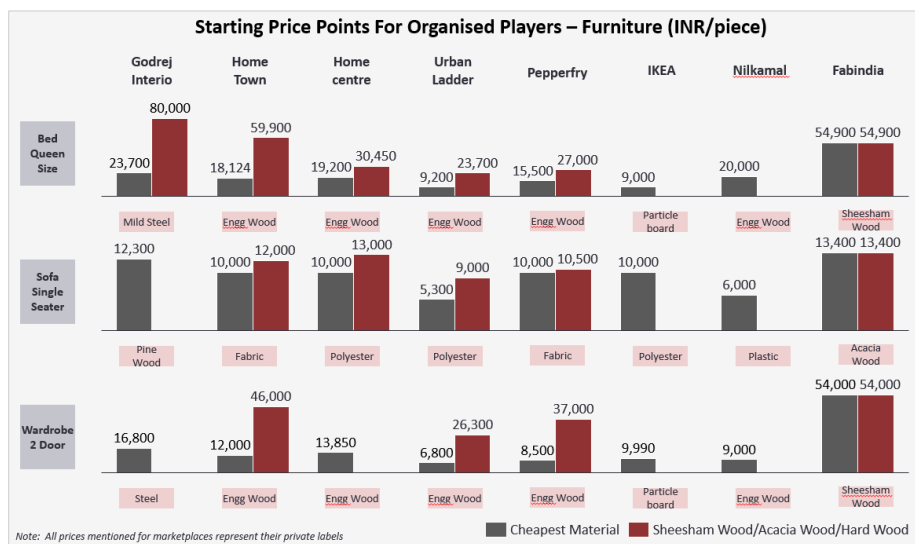 Starting Price Points For Organised Players – Furniture (INR/piece)
Godrej
Interio
Home
Town
Home
centre
Urban
Ladder
Pepperfry
IKEA
Nilkamal
Fabindia
Bed
Queen
Size
23,700 80,000 18,124 59,900 19,200 30,450 9,200 23,700 15,500 27,000 9,000 20,000 54,900 54,900
Mild Steel Engg Wood Engg Wood Engg Wood Engg Wood Particle
board Engg Wood Sheesham
Wood
Sofa
Single
Seater
12,300 10,000 12,000 10,000 13,000 5,300 9,000 10,000 10,500 10,000 6,000 13,400 13,400
Pine
Wood Fabric Polyester Polyester Fabric Polyester Plastic Acacia
Wood
Wardrobe
2 Door
16,800 12,000 46,000 13,850 6,800 26,300 8,500 37,000 9,990 9,000 54,000 54,000
Steel Engg Wood Engg Wood Engg Wood Engg Wood Particle
board Engg Wood Sheesham
Wood
Note: All prices mentioned for marketplaces represent their private labels
Cheapest Material Sheesham Wood/Acacia Wood/Hard Wood